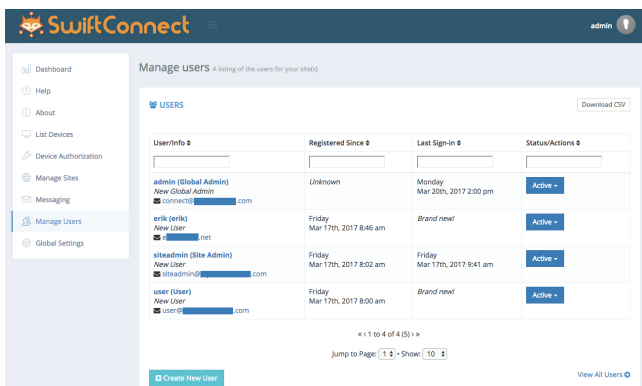 SwiftConnect
admin
Dashboard
Help
About
List Devices
Device Authorization
Manage Sites
Messaging
Manage Users
Global Settings
Manage users A listing of the users for your site(s)
USERS
Download CSV
User/Info Registered Since Last Sign-in Status/Actions
admin (Global Admin) Unknown Monday Active
New Global Admin Mar 20th, 2017 2:00 pm
connect@ .com
erik (erik) Friday Brand new! Active
New User Mar 17th, 2017 8:46 am
e .net
siteadmin (Site Admin) Friday Friday Active
New User Mar 17th, 2017 8:02 am Mar 17th, 2017 9:41 am
siteadmin@ .com
user (User) Friday Brand new! Active
New User Mar 17th, 2017 8:00 am
user@ .com
« ‹ 1 to 4 of 4 (5) › »
Jump to Page: 1 • Show: 10
Create New User
View All Users